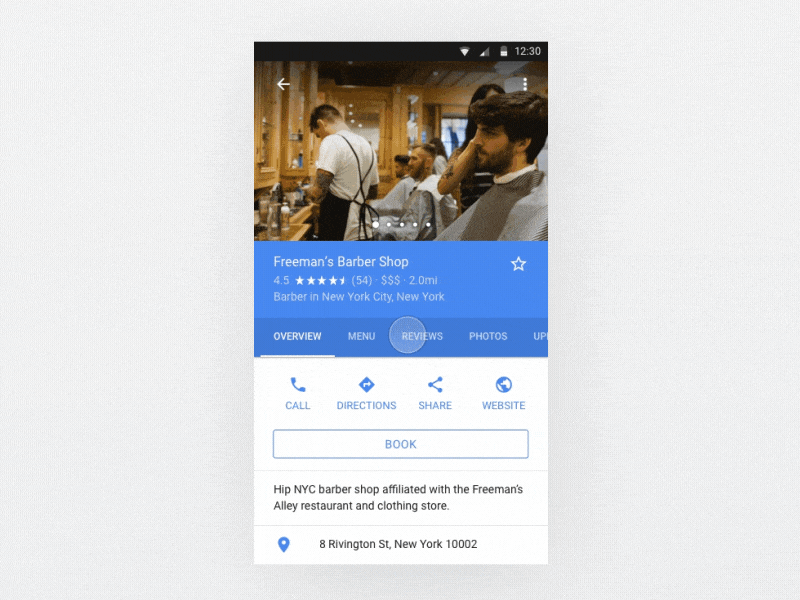 12:30
Freeman's Barber Shop
4.5 ★★★★★ (54) · $$$ · 2.0mi
Barber in New York City, New York
OVERVIEW MENU REVIEWS PHOTOS UP
CALL DIRECTIONS SHARE WEBSITE
BOOK
Hip NYC barber shop affiliated with the Freeman's
Alley restaurant and clothing store.
8 Rivington St, New York 10002